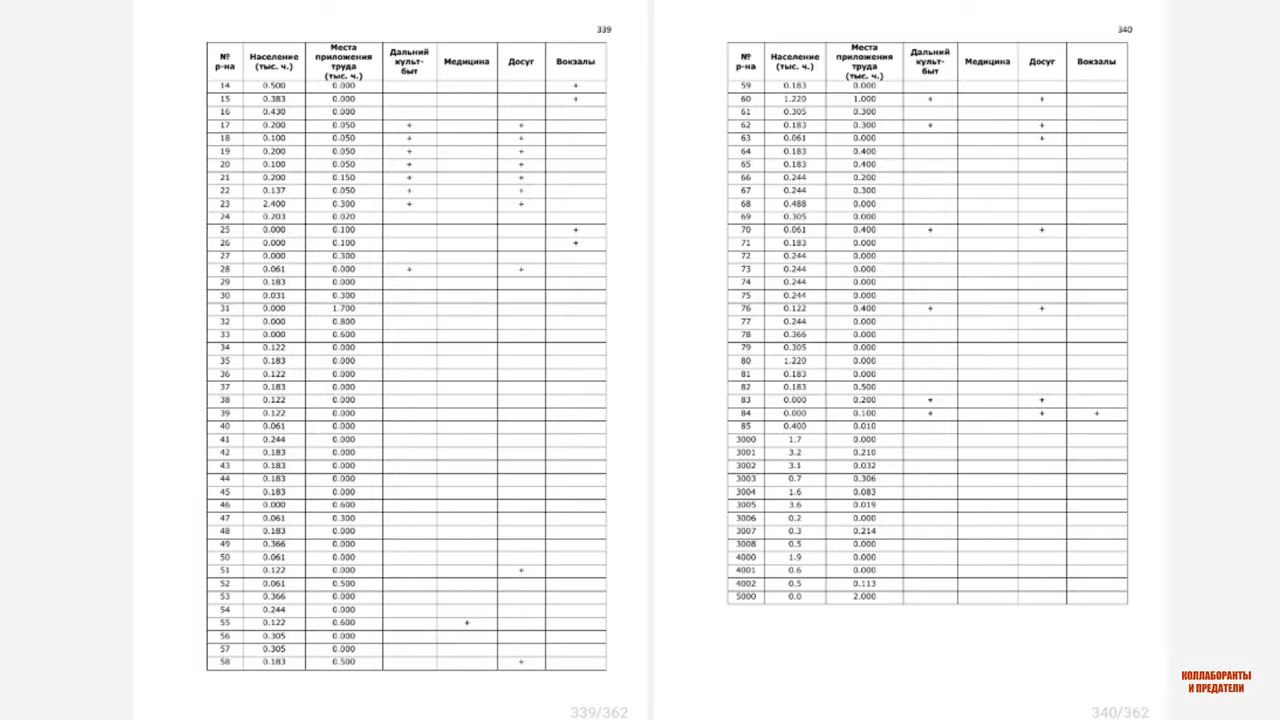 339
№ р-на Население (тыс. ч.) Места приложения труда (тыс. ч.) Дальний культ-быт Медицина Досуг Вокзалы
14 0.500 0.000 +
15 0.383 0.000 +
16 0.430 0.000
17 0.200 0.050 + +
18 0.100 0.050 + +
19 0.200 0.050 + +
20 0.100 0.050 + +
21 0.200 0.150 + +
22 0.137 0.050 + +
23 2.400 0.300 + +
24 0.203 0.020
25 0.000 0.100 +
26 0.000 0.100 +
27 0.000 0.300
28 0.061 0.000 + +
29 0.183 0.000
30 0.031 0.300
31 0.000 1.700
32 0.000 0.800
33 0.000 0.600
34 0.122 0.000
35 0.183 0.000
36 0.122 0.000
37 0.183 0.000
38 0.122 0.000
39 0.122 0.000
40 0.061 0.000
41 0.244 0.000
42 0.183 0.000
43 0.183 0.000
44 0.183 0.000
45 0.183 0.000
46 0.000 0.600
47 0.061 0.300
48 0.183 0.000
49 0.366 0.000
50 0.061 0.000
51 0.122 0.000 +
52 0.061 0.500
53 0.366 0.000
54 0.244 0.000
55 0.122 0.600 +
56 0.305 0.000
57 0.305 0.000
58 0.183 0.500 +
339/362
340
№ р-на Население (тыс. ч.) Места приложения труда (тыс. ч.) Дальний культ-быт Медицина Досуг Вокзалы
59 0.183 0.000
60 1.220 1.000 + +
61 0.305 0.300
62 0.183 0.300 + +
63 0.061 0.000 +
64 0.183 0.400
65 0.183 0.400
66 0.244 0.200
67 0.244 0.300
68 0.488 0.000
69 0.305 0.000
70 0.061 0.400 + +
71 0.183 0.000
72 0.244 0.000
73 0.244 0.000
74 0.244 0.000
75 0.244 0.000
76 0.122 0.400 + +
77 0.244 0.000
78 0.366 0.000
79 0.305 0.000
80 1.220 0.000
81 0.183 0.000
82 0.183 0.500
83 0.000 0.200 + +
84 0.000 0.100 + + +
85 0.400 0.010
3000 1.7 0.000
3001 3.2 0.210
3002 3.1 0.032
3003 0.7 0.306
3004 1.6 0.083
3005 3.6 0.019
3006 0.2 0.000
3007 0.3 0.214
3008 0.5 0.000
4000 1.9 0.000
4001 0.6 0.000
4002 0.5 0.113
5000 0.0 2.000
340/362
КОЛЛАБОРАНТЫ
И ПРЕДАТЕЛИ